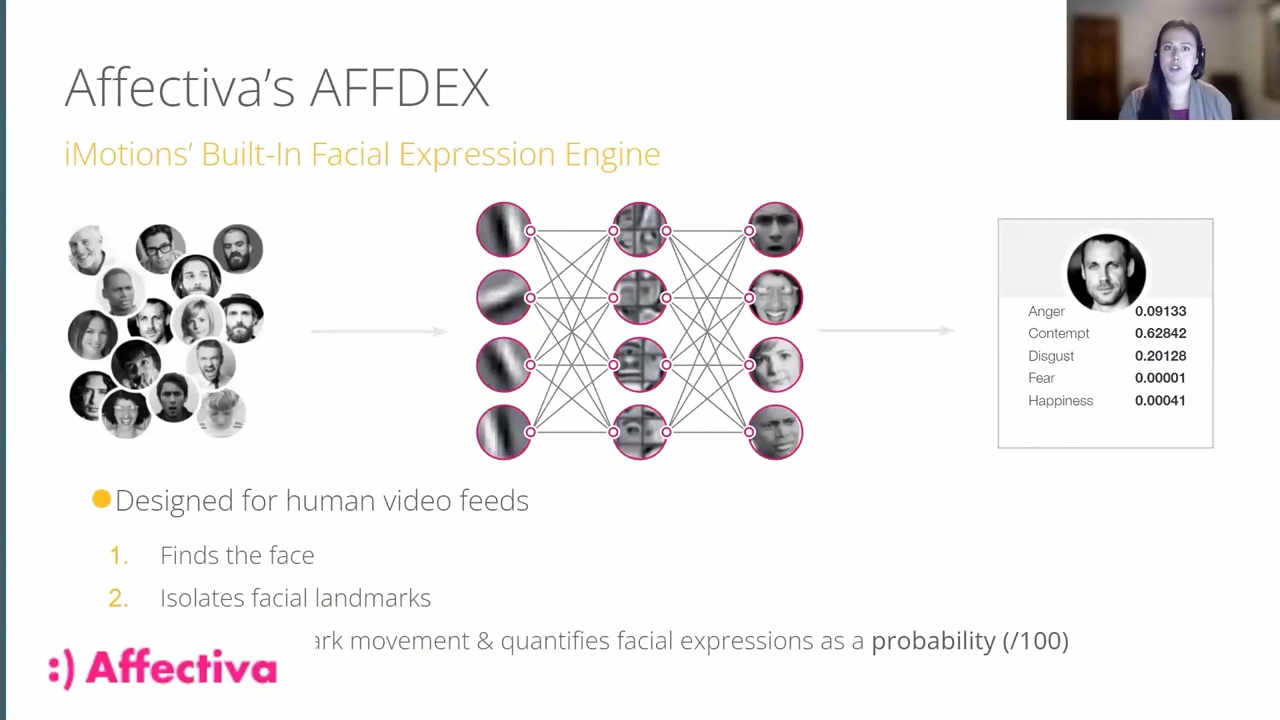 Affectiva's AFFDEX
iMotions' Built-In Facial Expression Engine
Anger 0.09133
Contempt 0.62842
Disgust 0.20128
Fear 0.00001
Happiness 0.00041
Designed for human video feeds
1. Finds the face
2. Isolates facial landmarks
ark movement & quantifies facial expressions as a probability (/100)
:) Affectiva